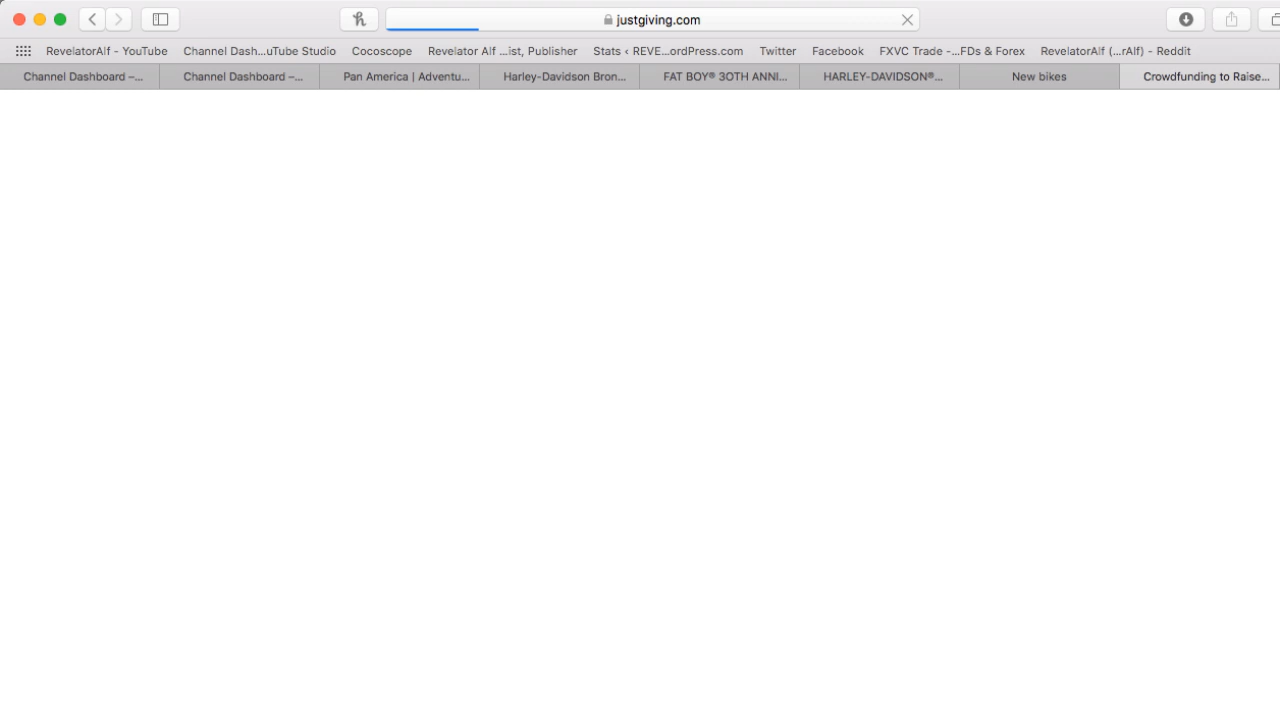 justgiving.com
RevelatorAlf - YouTube Channel Dash...uTube Studio Cocoscope Revelator Alf ...ist, Publisher Stats ‹ REVE...ordPress.com Twitter Facebook FXVC Trade -...FDs & Forex RevelatorAlf (...rAlf) - Reddit
Channel Dashboard –... Channel Dashboard –... Pan America | Adventu... Harley-Davidson Bron... FAT BOY® 30TH ANNI... HARLEY-DAVIDSON®... New bikes Crowdfunding to Raise...